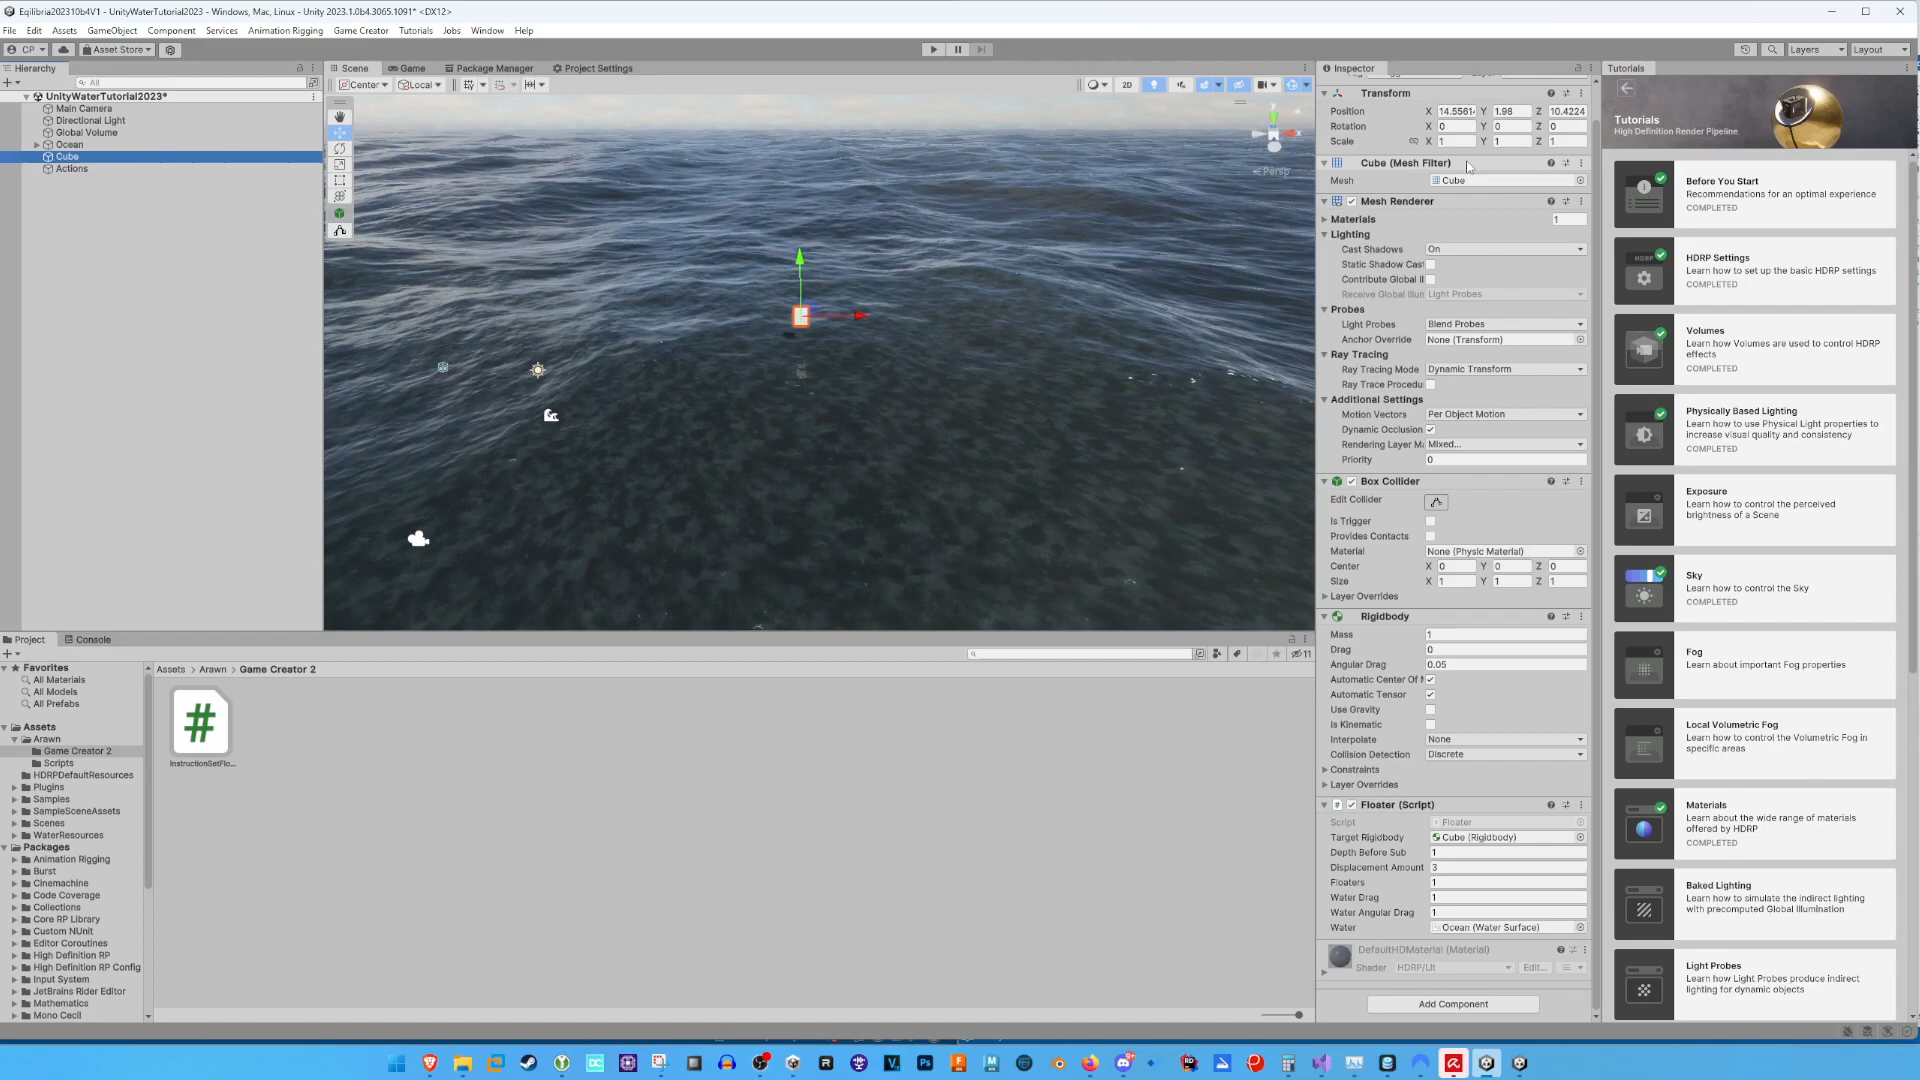 Eqilibria202310b4V1 - UnityWaterTutorial2023 - Windows, Mac, Linux - Unity 2023.1.0b4.3065.1091* <DX12>
File Edit Assets GameObject Component Services Animation Rigging Game Creator Tutorials Jobs Window Help
CP Asset Store Layers Layout
Hierarchy Scene Game Package Manager Project Settings Inspector Tutorials
All Center Local 2D
UnityWaterTutorial2023*
Main Camera
Directional Light
Global Volume
Ocean
Cube
Actions
Persp
Transform
Position X 14.5561 Y 1.98 Z 10.4224
Rotation X 0 Y 0 Z 0
Scale X 1 Y 1 Z 1
Cube (Mesh Filter)
Mesh Cube
Mesh Renderer
Materials 1
Lighting
Cast Shadows On
Static Shadow Cas
Contribute Global I
Receive Global Illun Light Probes
Probes
Light Probes Blend Probes
Anchor Override None (Transform)
Ray Tracing
Ray Tracing Mode Dynamic Transform
Ray Trace Procedu
Additional Settings
Motion Vectors Per Object Motion
Dynamic Occlusion
Rendering Layer M Mixed...
Priority 0
Box Collider
Edit Collider
Is Trigger
Provides Contacts
Material None (Physic Material)
Center X 0 Y 0 Z 0
Size X 1 Y 1 Z 1
Layer Overrides
Rigidbody
Mass 1
Drag 0
Angular Drag 0.05
Automatic Center Of
Automatic Tensor
Use Gravity
Is Kinematic
Interpolate None
Collision Detection Discrete
Constraints
Layer Overrides
Floater (Script)
Script Floater
Target Rigidbody Cube (Rigidbody)
Depth Before Sub 1
Displacement Amount 3
Floaters 1
Water Drag 1
Water Angular Drag 1
Water Ocean (Water Surface)
DefaultHDMaterial (Material)
Shader HDRP/Lit Edit...
Add Component
Tutorials
High Definition Render Pipeline
Before You Start
Recommendations for an optimal experience
COMPLETED
HDRP
HDRP Settings
Learn how to set up the basic HDRP settings
COMPLETED
Volumes
Learn how Volumes are used to control HDRP
effects
COMPLETED
Physically Based Lighting
Learn how to use Physical Light properties to
increase visual quality and consistency
COMPLETED
Exposure
Learn how to control the perceived
brightness of a Scene
Sky
Learn how to control the Sky
COMPLETED
Fog
Learn about important Fog properties
Local Volumetric Fog
Learn how to control the Volumetric Fog in
specific areas
Materials
Learn about the wide range of materials
offered by HDRP
COMPLETED
Baked Lighting
Learn how to simulate the indirect lighting
with precomputed Global Illumination
Light Probes
Learn how Light Probes produce indirect
lighting for dynamic objects
Project Console
11
Favorites
All Materials
All Models
All Prefabs
Assets
Arawn
Game Creator 2
Scripts
HDRPDefaultResources
Plugins
Samples
SampleSceneAssets
Scenes
WaterResources
Packages
Animation Rigging
Burst
Cinemachine
Code Coverage
Collections
Core RP Library
Custom NUnit
Editor Coroutines
High Definition RP
High Definition RP Config
Input System
JetBrains Rider Editor
Mathematics
Mono Cecil
Assets > Arawn > Game Creator 2
#
InstructionSetFlo...